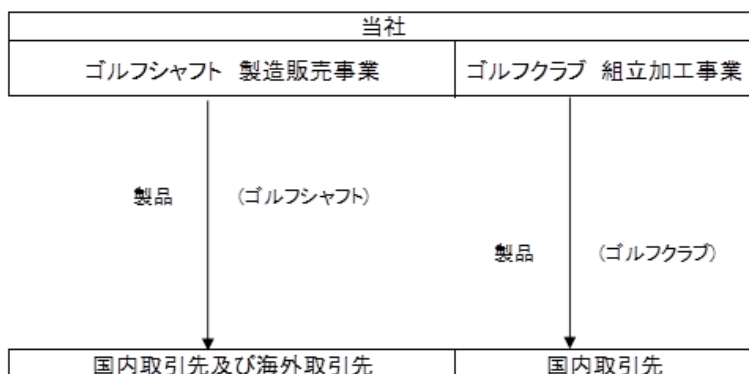 当社
ゴルフシャフト 製造販売事業
ゴルフクラブ 組立加工事業
製品 (ゴルフシャフト)
製品 (ゴルフクラブ)
国内取引先及び海外取引先
国内取引先